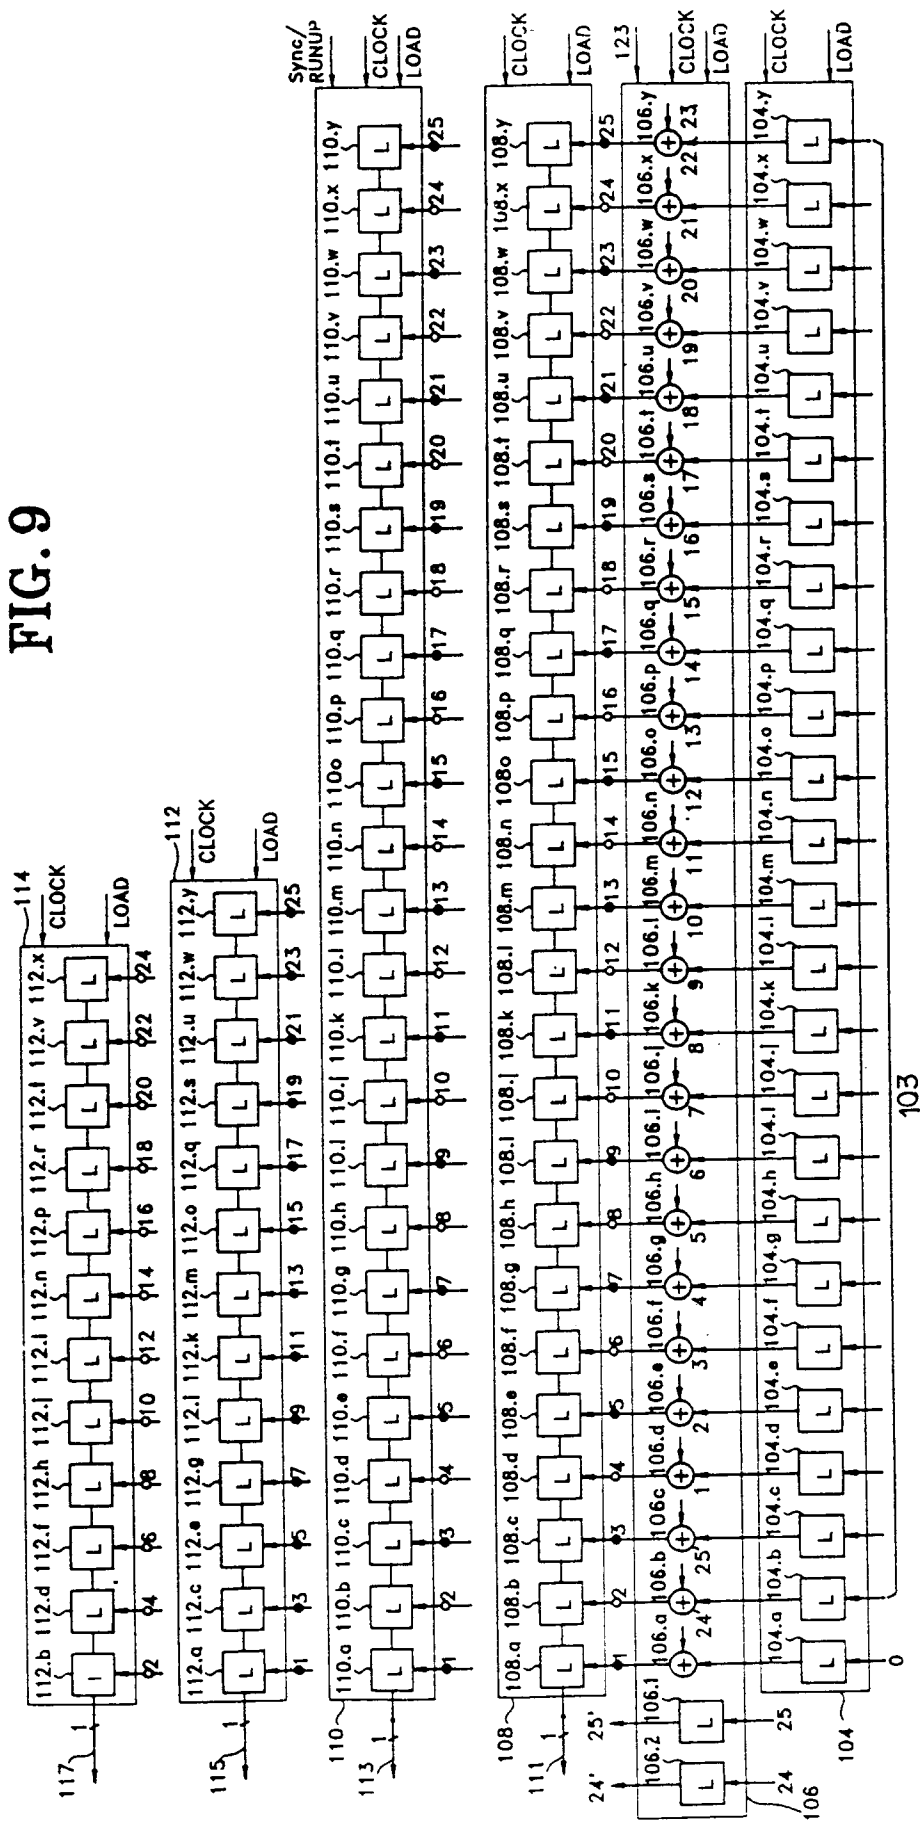 FIG. 9
114
CLOCK
LOAD
112.b 112.d 112.f 112.h 112.j 112.l 112.n 112.p 112.r 112.t 112.v 112.x
I L L L L L L L L L L L
2 4 6 8 10 12 14 16 18 20 22 24
1
117
112
CLOCK
LOAD
112.a 112.c 112.e 112.g 112.i 112.k 112.m 112.o 112.q 112.s 112.u 112.w 112.y
L L L L L L L L L L L L L
1 3 5 7 9 11 13 15 17 19 21 23 25
1
115
Sync/
RUNUP
CLOCK
LOAD
110.a 110.b 110.c 110.d 110.e 110.f 110.g 110.h 110.i 110.j 110.k 110.l 110.m 110.n 110o 110.p 110.q 110.r 110.s 110.t 110.u 110.v 110.w 110.x 110.y
L L L L L L L L L L L L L L L L L L L L L L L L L
1 2 3 4 5 6 7 8 9 10 11 12 13 14 15 16 17 18 19 20 21 22 23 24 25
110
1
113
CLOCK
LOAD
108.a 108.b 108.c 108.d 108.e 108.f 108.g 108.h 108.i 108.j 108.k 108.l 108.m 108.n 108o 108.p 108.q 108.r 108.s 108.t 108.u 108.v 108.w 108.x 108.y
L L L L L L L L L L L L L L L L L L L L L L L L L
1 2 3 4 5 6 7 8 9 10 11 12 13 14 15 16 17 18 19 20 21 22 23 24 25
108
1
111
123
CLOCK
LOAD
24' 25'
106.2 106.1 106.a 106.b 106c 106.d 106.e 106.f 106.g 106.h 106.i 106.j 106.k 106.l 106.m 106.n 106.o 106.p 106.q 106.r 106.s 106.t 106.u 106.v 106.w 106.x 106.y
L L + + + + + + + + + + + + + + + + + + + + + + + + +
24' 25' 1 2 3 4 5 6 7 8 9 10 11 12 13 14 15 16 17 18 19 20 21 22 23
24 25
106
CLOCK
LOAD
104.a 104.b 104.c 104.d 104.e 104.f 104.g 104.h 104.i 104.j 104.k 104.l 104.m 104.n 104.o 104.p 104.q 104.r 104.s 104.t 104.u 104.v 104.w 104.x 104.y
L L L L L L L L L L L L L L L L L L L L L L L L L
104
0
103